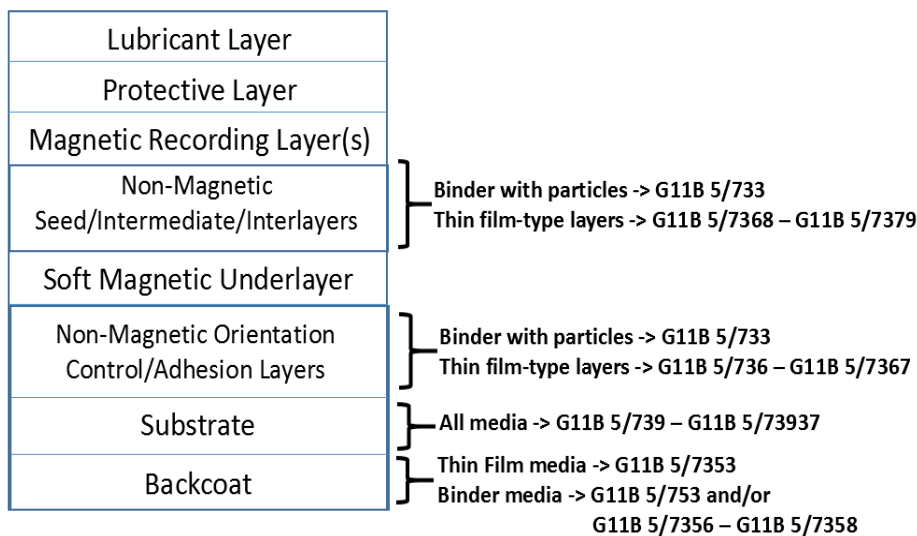 Lubricant Layer
Protective Layer
Magnetic Recording Layer(s)
Non-Magnetic
Seed/Intermediate/Interlayers
Binder with particles -> G11B 5/733
Thin film-type layers -> G11B 5/7368 – G11B 5/7379
Soft Magnetic Underlayer
Non-Magnetic Orientation
Control/Adhesion Layers
Binder with particles -> G11B 5/733
Thin film-type layers -> G11B 5/736 – G11B 5/7367
Substrate
All media -> G11B 5/739 – G11B 5/73937
Backcoat
Thin Film media -> G11B 5/7353
Binder media -> G11B 5/753 and/or
G11B 5/7356 – G11B 5/7358